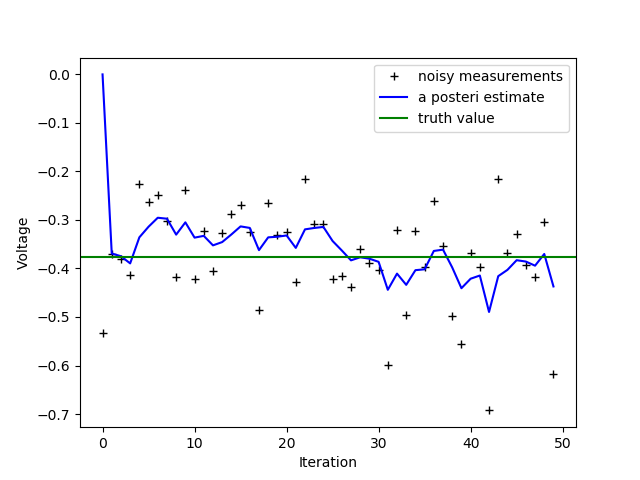 noisy measurements
a posteri estimate
truth value
0.0
−0.1
−0.2
−0.3
−0.4
−0.5
−0.6
−0.7
Voltage
0 10 20 30 40 50
Iteration